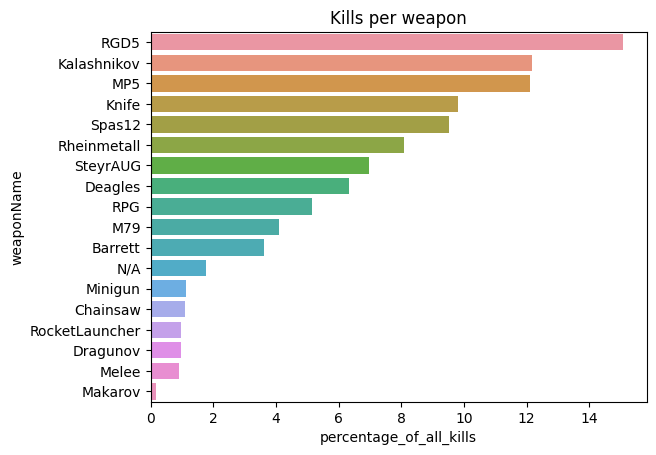 Kills per weapon
RGD5
Kalashnikov
MP5
Knife
Spas12
Rheinmetall
SteyrAUG
Deagles
RPG
M79
Barrett
N/A
Minigun
Chainsaw
RocketLauncher
Dragunov
Melee
Makarov
weaponName
0 2 4 6 8 10 12 14
percentage_of_all_kills